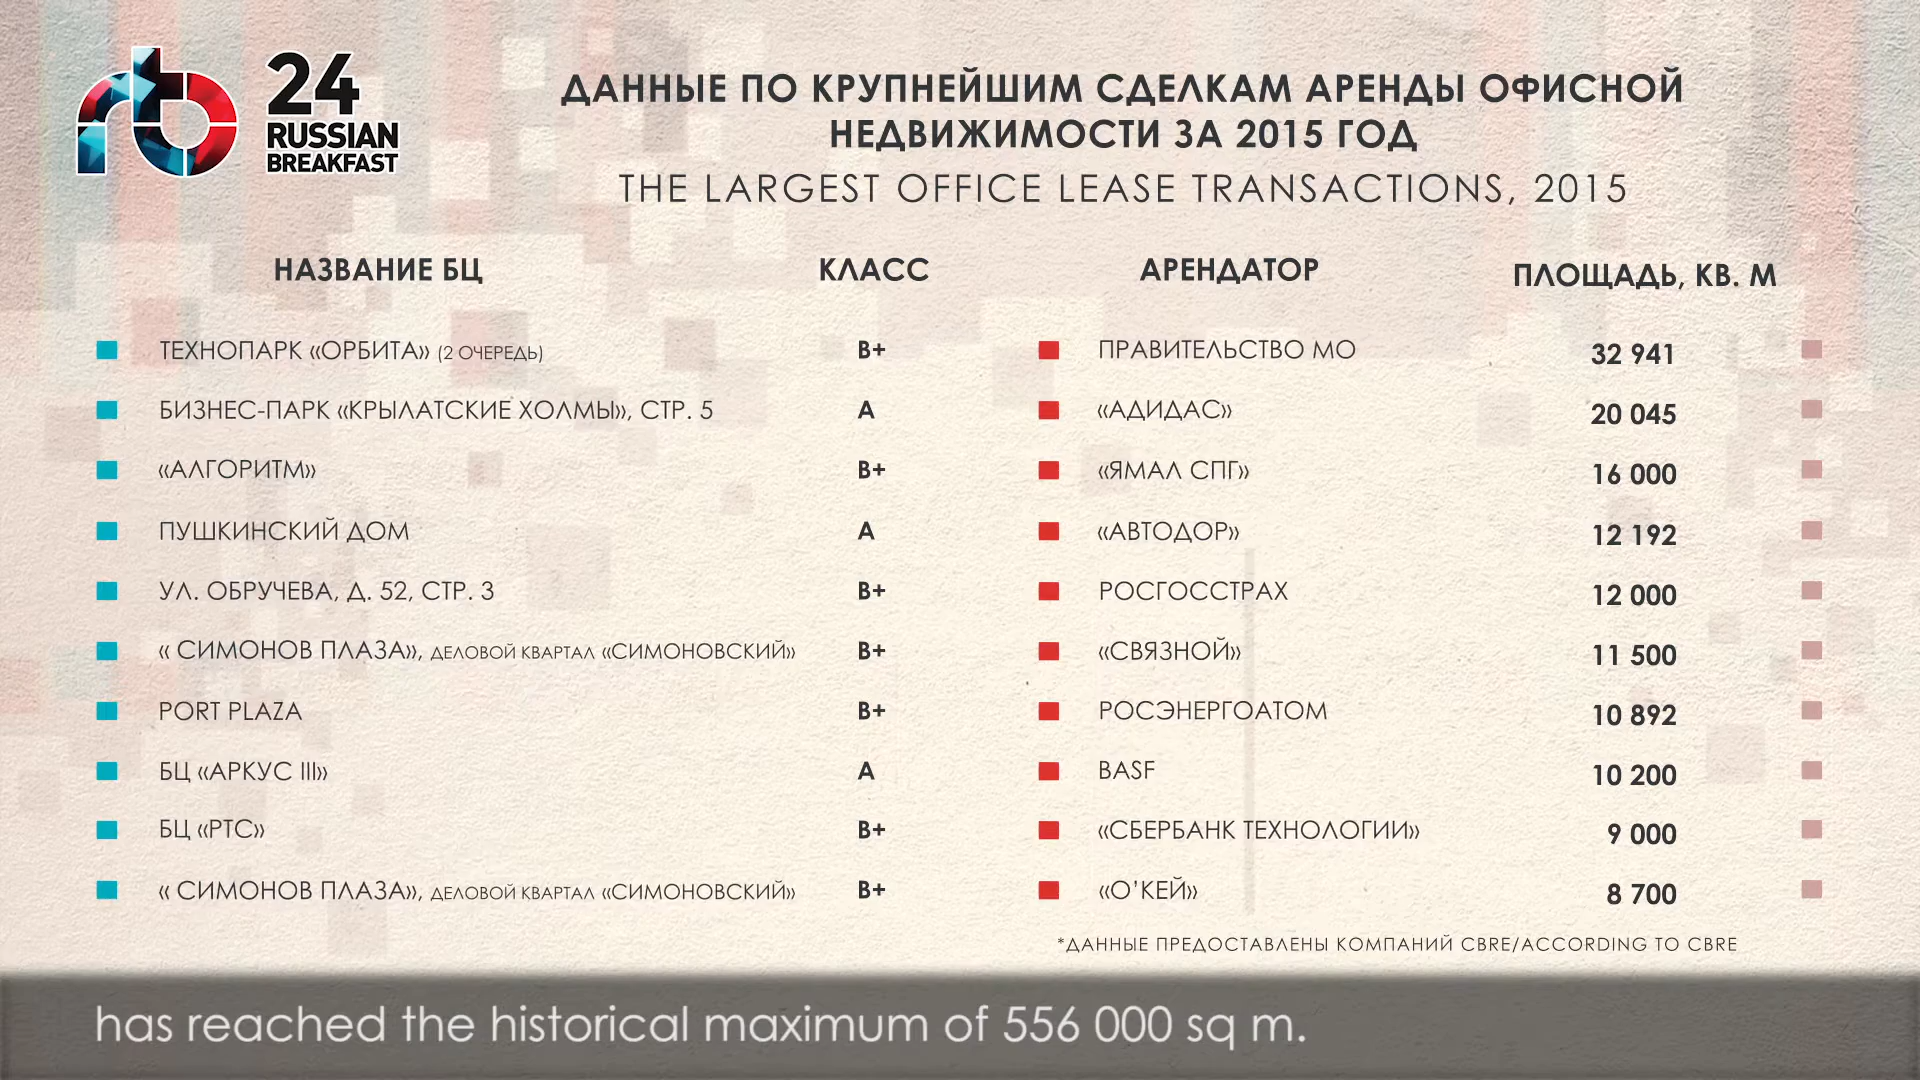 24
RUSSIAN
BREAKFAST
ДАННЫЕ ПО КРУПНЕЙШИМ СДЕЛКАМ АРЕНДЫ ОФИСНОЙ
НЕДВИЖИМОСТИ ЗА 2015 ГОД
THE LARGEST OFFICE LEASE TRANSACTIONS, 2015
НАЗВАНИЕ БЦ КЛАСС АРЕНДАТОР ПЛОЩАДЬ, КВ. М
ТЕХНОПАРК «ОРБИТА» (2 ОЧЕРЕДЬ) B+ ПРАВИТЕЛЬСТВО МО 32 941
БИЗНЕС-ПАРК «КРЫЛАТСКИЕ ХОЛМЫ», СТР. 5 A «АДИДАС» 20 045
«АЛГОРИТМ» B+ «ЯМАЛ СПГ» 16 000
ПУШКИНСКИЙ ДОМ A «АВТОДОР» 12 192
УЛ. ОБРУЧЕВА, Д. 52, СТР. 3 B+ РОСГОССТРАХ 12 000
« СИМОНОВ ПЛАЗА», ДЕЛОВОЙ КВАРТАЛ «СИМОНОВСКИЙ» B+ «СВЯЗНОЙ» 11 500
PORT PLAZA B+ РОСЭНЕРГОАТОМ 10 892
БЦ «АРКУС III» A BASF 10 200
БЦ «РТС» B+ «СБЕРБАНК ТЕХНОЛОГИИ» 9 000
« СИМОНОВ ПЛАЗА», ДЕЛОВОЙ КВАРТАЛ «СИМОНОВСКИЙ» B+ «О’КЕЙ» 8 700
*ДАННЫЕ ПРЕДОСТАВЛЕНЫ КОМПАНИЙ CBRE/ACCORDING TO CBRE
has reached the historical maximum of 556 000 sq m.